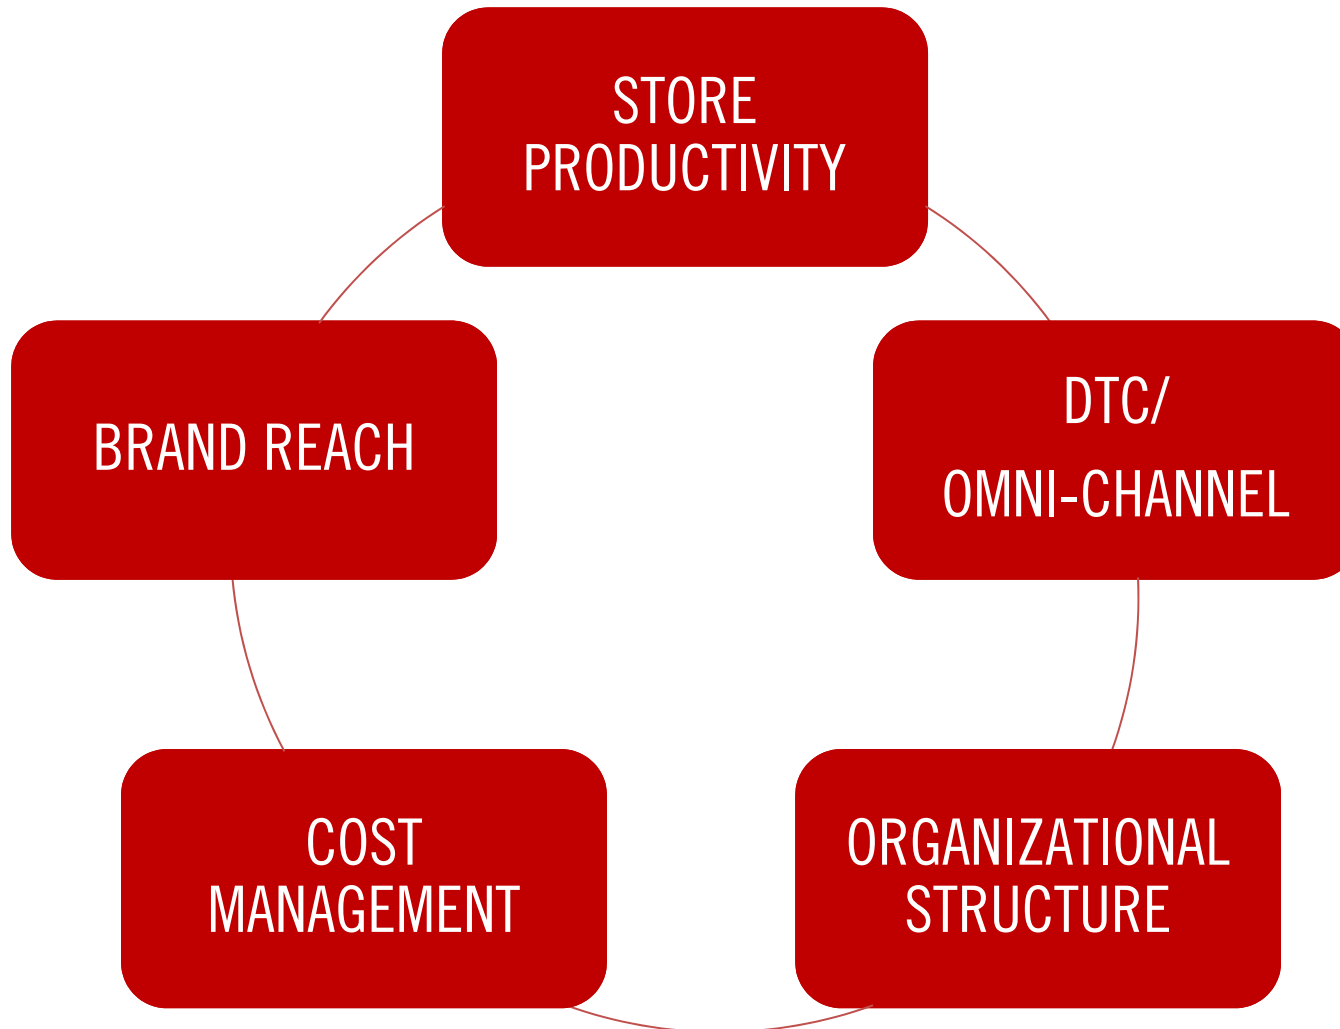 STORE
PRODUCTIVITY
BRAND REACH
DTC/
OMNI-CHANNEL
COST
MANAGEMENT
ORGANIZATIONAL
STRUCTURE